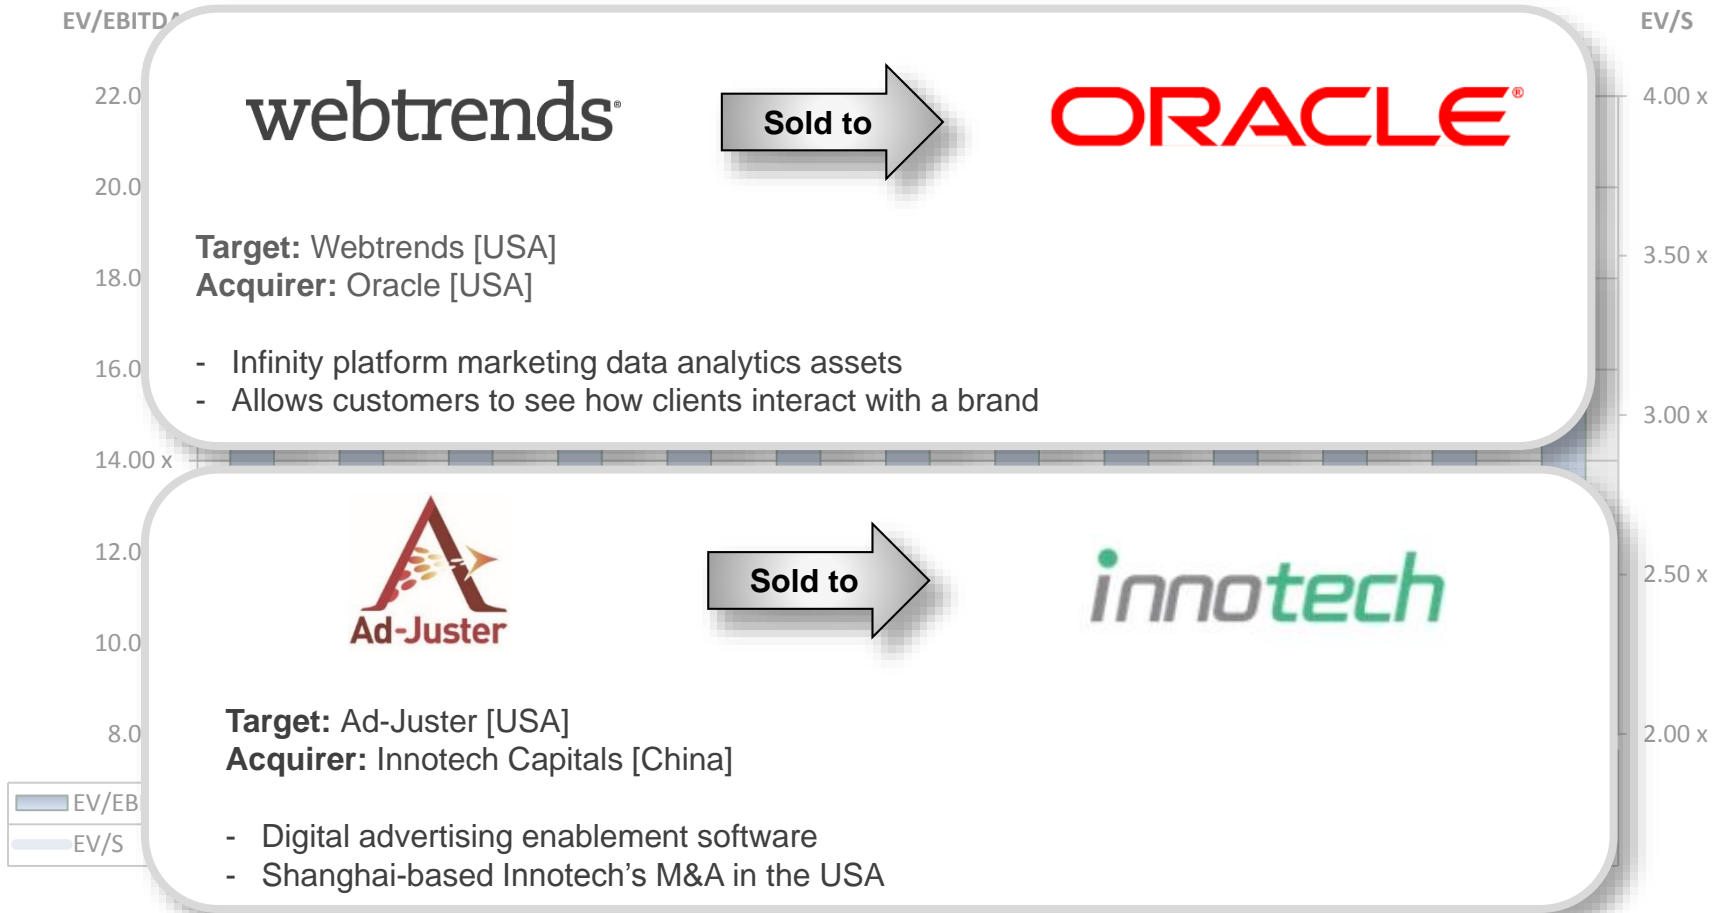 EV/EBITDA
EV/S
22.0
4.00 x
webtrends®
Sold to
ORACLE®
20.0
Target: Webtrends [USA]
3.50 x
18.0
Acquirer: Oracle [USA]
16.0
- Infinity platform marketing data analytics assets
- Allows customers to see how clients interact with a brand
3.00 x
14.00 x
12.0
2.50 x
Ad-Juster
Sold to
innotech
10.0
Target: Ad-Juster [USA]
8.0
2.00 x
Acquirer: Innotech Capitals [China]
EV/EBI
- Digital advertising enablement software
EV/S
- Shanghai-based Innotech's M&A in the USA